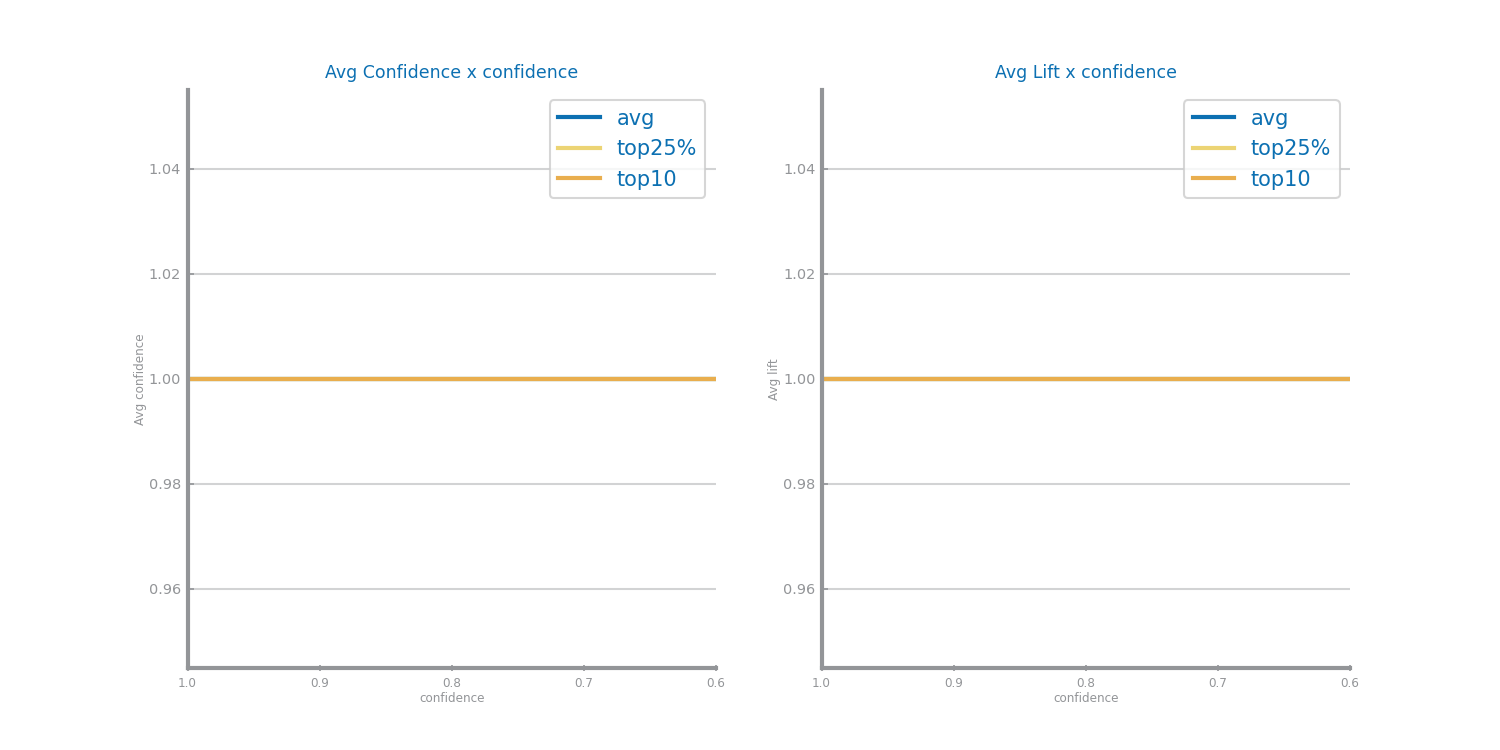 Avg Confidence x confidence
avg
top25%
top10
1.04
1.02
1.00
0.98
0.96
Avg confidence
1.0 0.9 0.8 0.7 0.6
confidence
Avg Lift x confidence
avg
top25%
top10
1.04
1.02
1.00
0.98
0.96
Avg lift
1.0 0.9 0.8 0.7 0.6
confidence